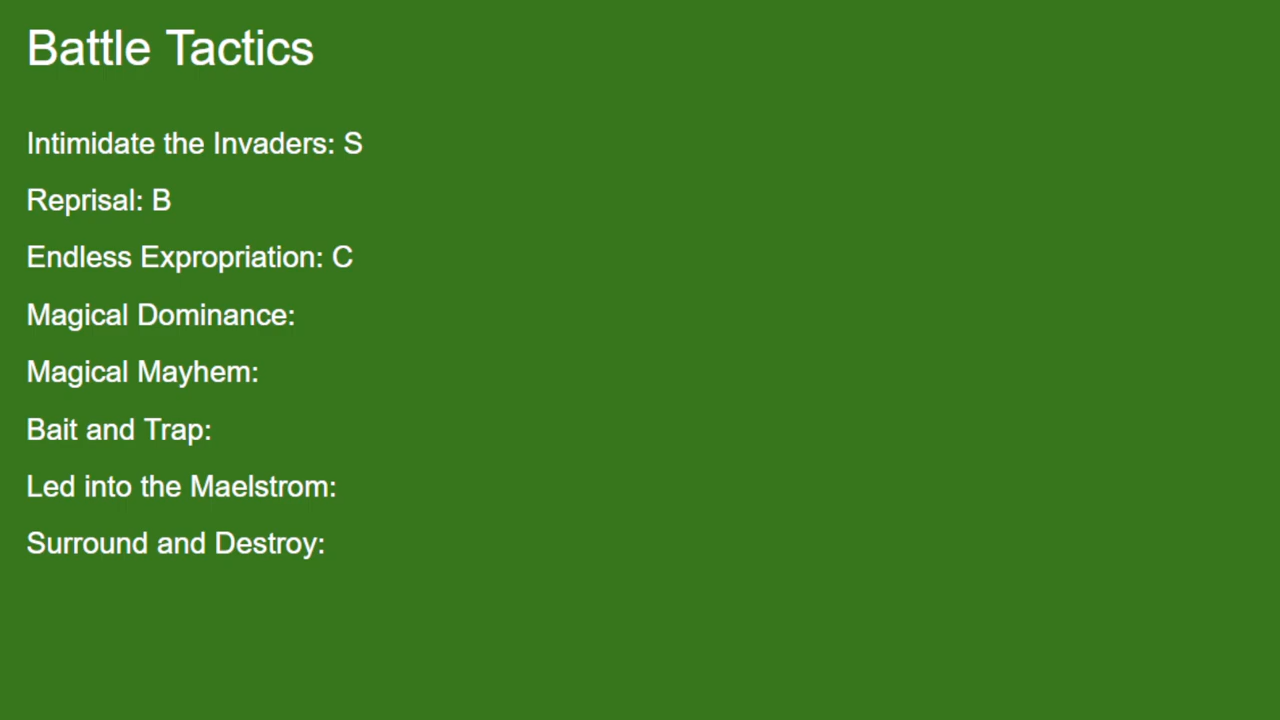 Battle Tactics
Intimidate the Invaders: S
Reprisal: B
Endless Expropriation: C
Magical Dominance:
Magical Mayhem:
Bait and Trap:
Led into the Maelstrom:
Surround and Destroy: